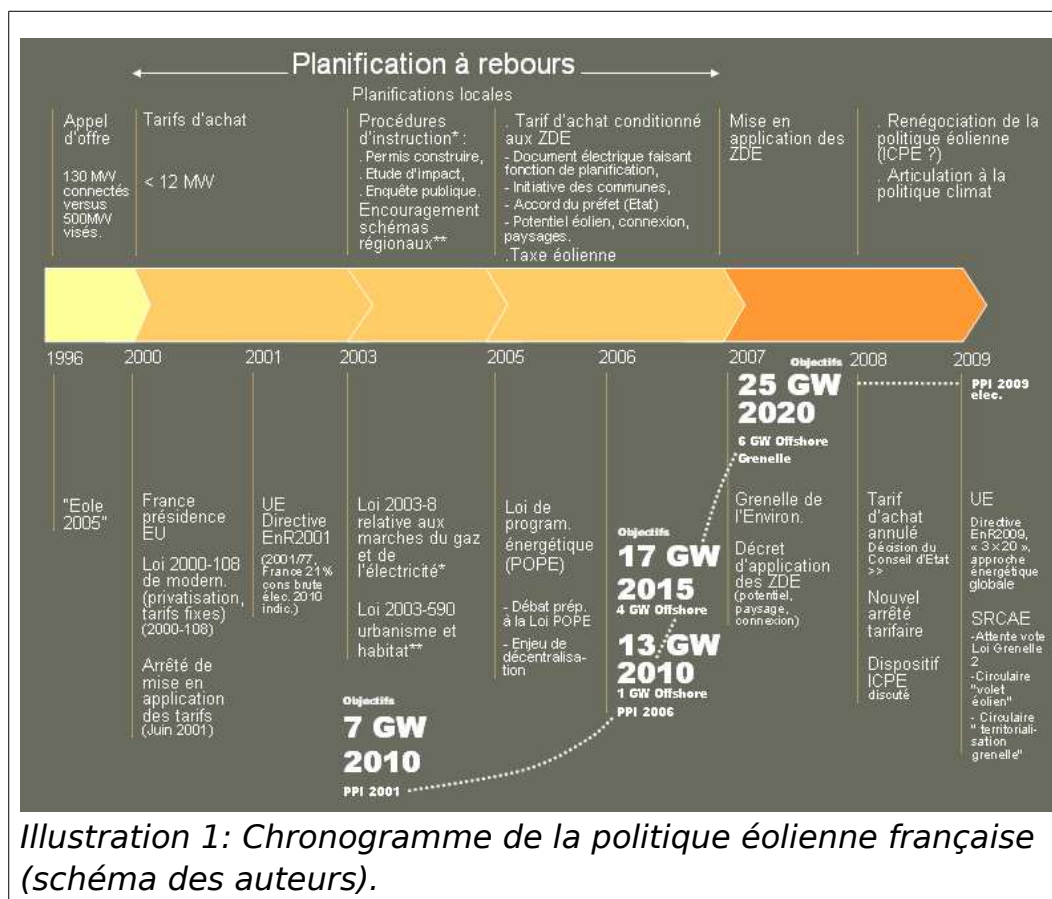 Planification à rebours
Planifications locales
Appel
d'offre
130 MW
connectés
versus
500MW
visés.
Tarifs d'achat
< 12 MW
Procédures
d'instruction* :
. Permis construire,
. Etude d'impact,
. Enquête publique.
Encouragement
schémas
régionaux**
. Tarif d'achat conditionné
aux ZDE
- Document électrique faisant
fonction de planification,
- Initiative des communes,
- Accord du préfet (Etat)
- Potentiel éolien, connexion,
paysages.
.Taxe éolienne
Mise en
application des
ZDE
. Renégociation de la
politique éolienne
(ICPE ?)
. Articulation à la
politique climat
1996
2000
2001
2003
2005
2006
2007
2008
2009
"Eole
2005"
France
présidence
EU
Loi 2000-108
de modern.
(privatisation,
tarifs fixes)
(2000-108)
Arrêté de
mise en
application
des tarifs
(Juin 2001)
UE
Directive
EnR2001
(2001/77,
France 21%
cons brute
élec. 2010
indic.)
Loi 2003-8
relative aux
marches du gaz
et de
l'électricité*
Loi 2003-590
urbanisme et
habitat**
Objectifs
7 GW
2010
PPI 2001
Loi de
program.
énergétique
(POPE)
- Débat prép.
à la Loi POPE
- Enjeu de
décentralisa-
tion
Objectifs
17 GW
2015
4 GW Offshore
13 GW
2010
1 GW Offshore
PPI 2006
Objectifs
25 GW
2020
6 GW Offshore
Grenelle
Grenelle de
l'Environ.
Décret
d'application
des ZDE
(potentiel,
paysage,
connexion)
Tarif
d'achat
annulé
Décision du
Conseil d'Etat
>>
Nouvel
arrêté
tarifaire
Dispositif
ICPE
discuté
PPI 2009
elec.
UE
Directive
EnR2009,
« 3×20 »,
approche
énergétique
globale
SRCAE
-Attente vote
Loi Grenelle
2
-Circulaire
"volet
éolien"
- Circulaire
" territoriali-
sation
grenelle"
Illustration 1: Chronogramme de la politique éolienne française
(schéma des auteurs).